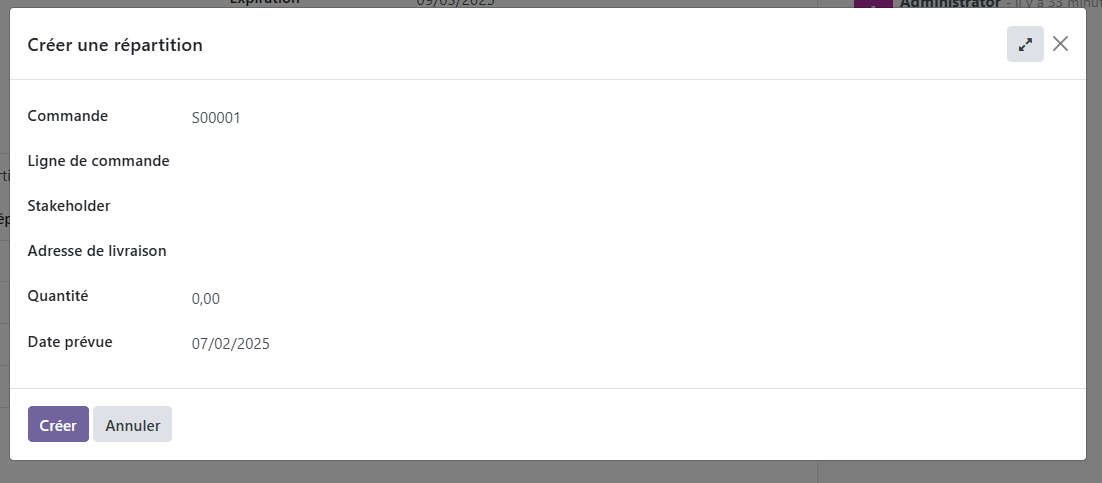 Expiration 09/03/2025
Administrator - il y a 33 minut
Créer une répartition
Commande S00001
Ligne de commande
Stakeholder
Adresse de livraison
Quantité 0,00
Date prévue 07/02/2025
Créer Annuler